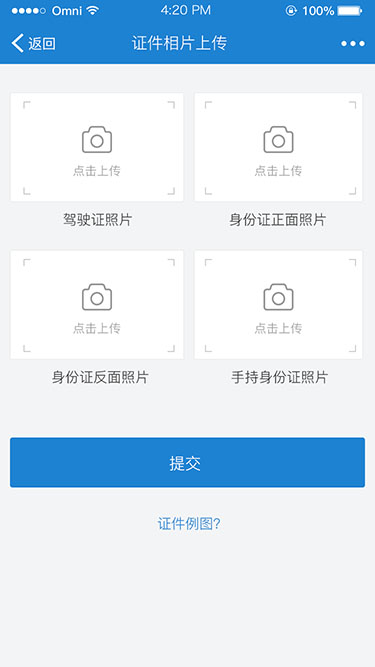 Omni 4:20 PM 100%
返回 证件相片上传
点击上传 点击上传
驾驶证照片 身份证正面照片
点击上传 点击上传
身份证反面照片 手持身份证照片
提交
证件例图?